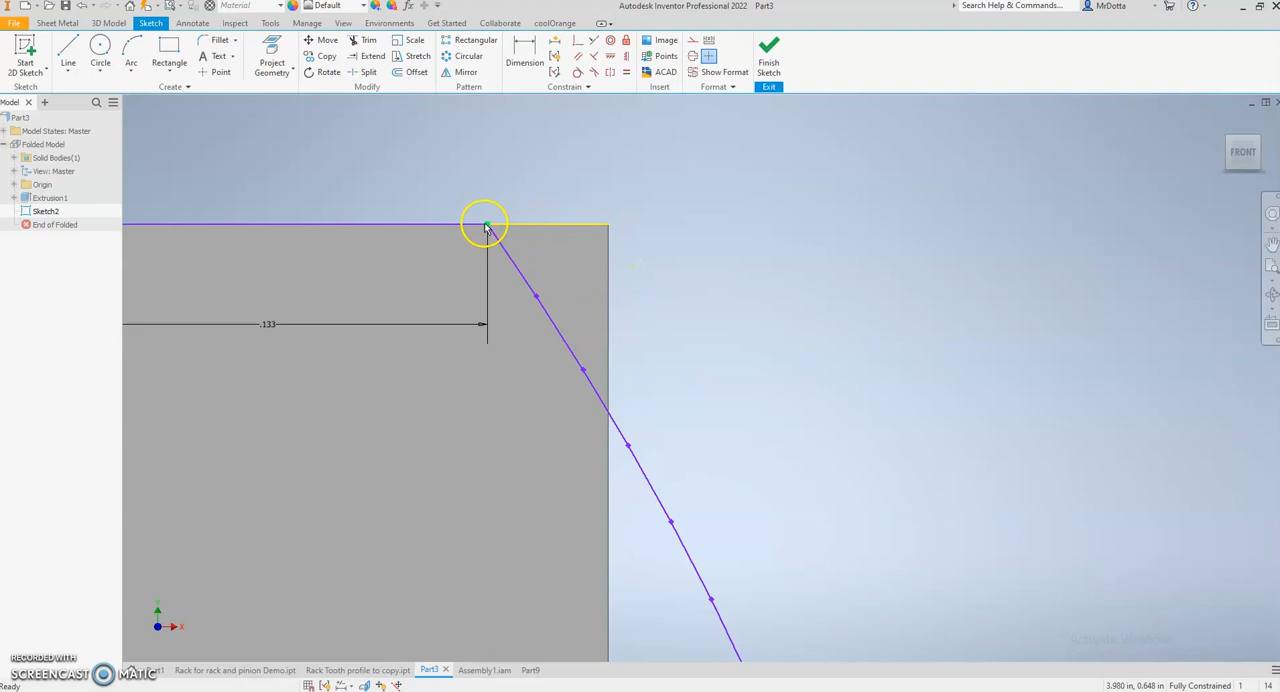 Default
Autodesk Inventor Professional 2022 Part3
Search Help & Commands...
MrDotta
Material
File Sheet Metal 3D Model Sketch Annotate Inspect Tools Manage View Environments Get Started Collaborate coolOrange
Start
2D Sketch
Line
Circle
Arc
Rectangle
Fillet
Text
Point
Project
Geometry
Move
Copy
Rotate
Trim
Extend
Split
Scale
Stretch
Offset
Rectangular
Circular
Mirror
Dimension
Image
Points
ACAD
Show Format
Finish
Sketch
Sketch
Create
Modify
Pattern
Constrain
Insert
Format
Exit
Model
Part3
Model States: Master
Folded Model
Solid Bodies(1)
View: Master
Origin
Extrusion1
Sketch2
End of Folded
FRONT
.133
Y
X
Activate Windows
RECORDED WITH
SCREENCAST MATIC
Part1 Rack for rack and pinion Demo.ipt Rack Tooth profile to copy.ipt Part3 Assembly1.iam Part9
Ready
3.980 in, 0.648 in Fully Constrained 1 14